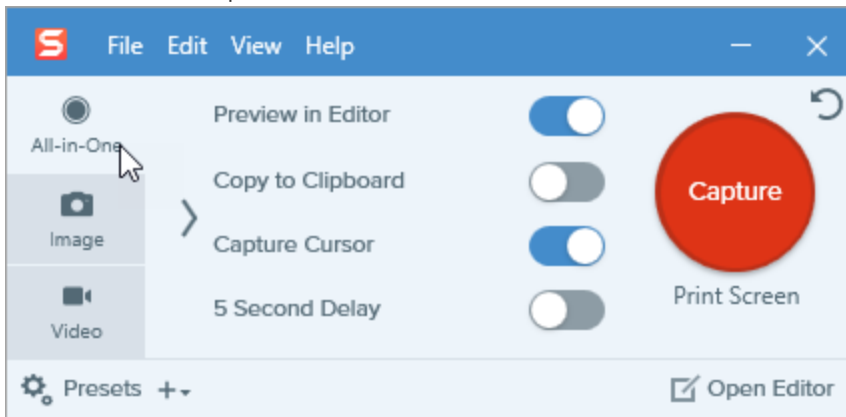 S File Edit View Help
All-in-One
Image
Video
Preview in Editor
Copy to Clipboard
Capture Cursor
5 Second Delay
Capture
Print Screen
Presets
Open Editor